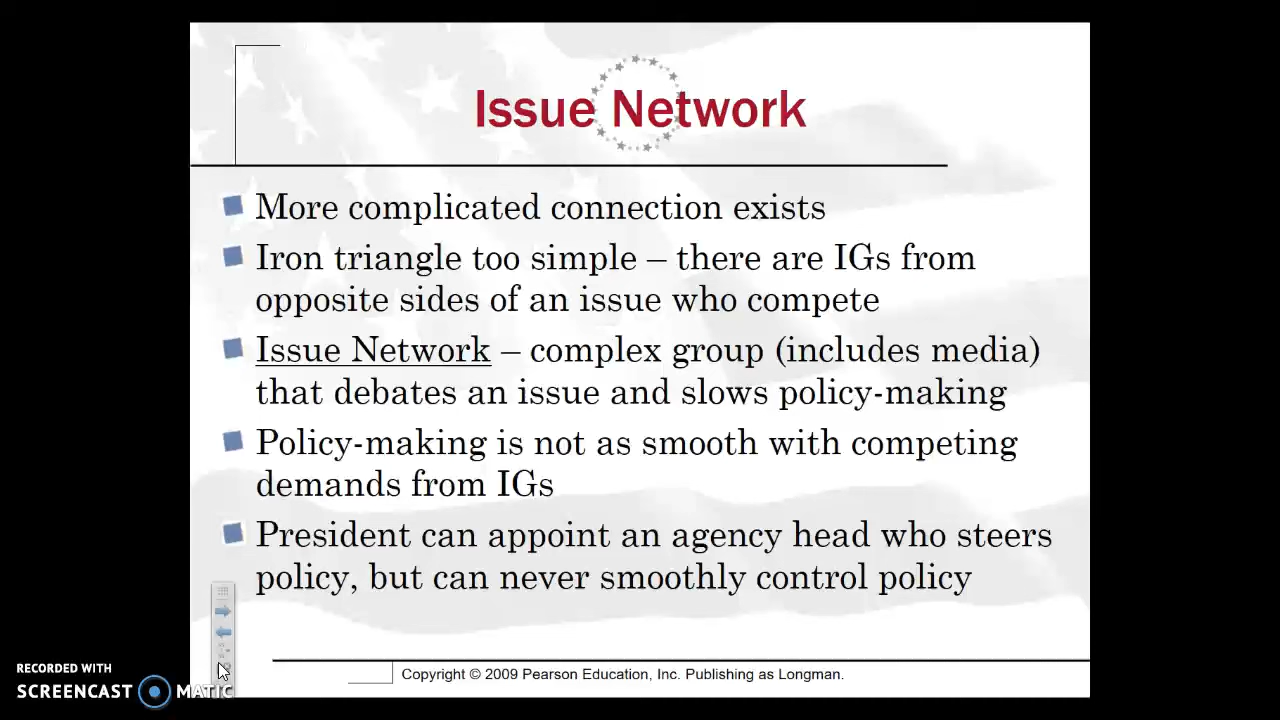 Issue Network
More complicated connection exists
Iron triangle too simple – there are IGs from
opposite sides of an issue who compete
Issue Network – complex group (includes media)
that debates an issue and slows policy-making
Policy-making is not as smooth with competing
demands from IGs
President can appoint an agency head who steers
policy, but can never smoothly control policy
Copyright © 2009 Pearson Education, Inc. Publishing as Longman.
RECORDED WITH
SCREENCAST MATIC